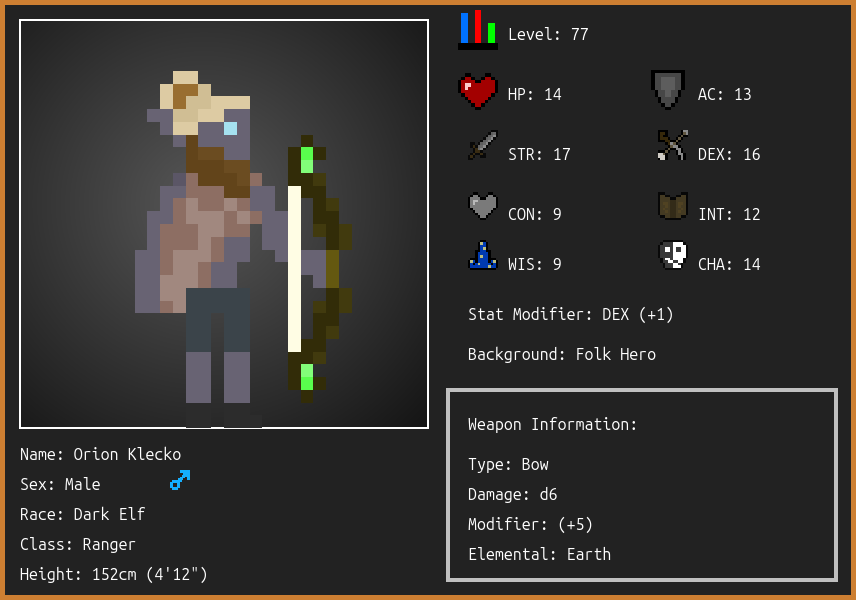 Level: 77
HP: 14
AC: 13
STR: 17
DEX: 16
CON: 9
INT: 12
WIS: 9
CHA: 14
Stat Modifier: DEX (+1)
Background: Folk Hero
Weapon Information:
Type: Bow
Damage: d6
Modifier: (+5)
Elemental: Earth
Name: Orion Klecko
Sex: Male
Race: Dark Elf
Class: Ranger
Height: 152cm (4'12")